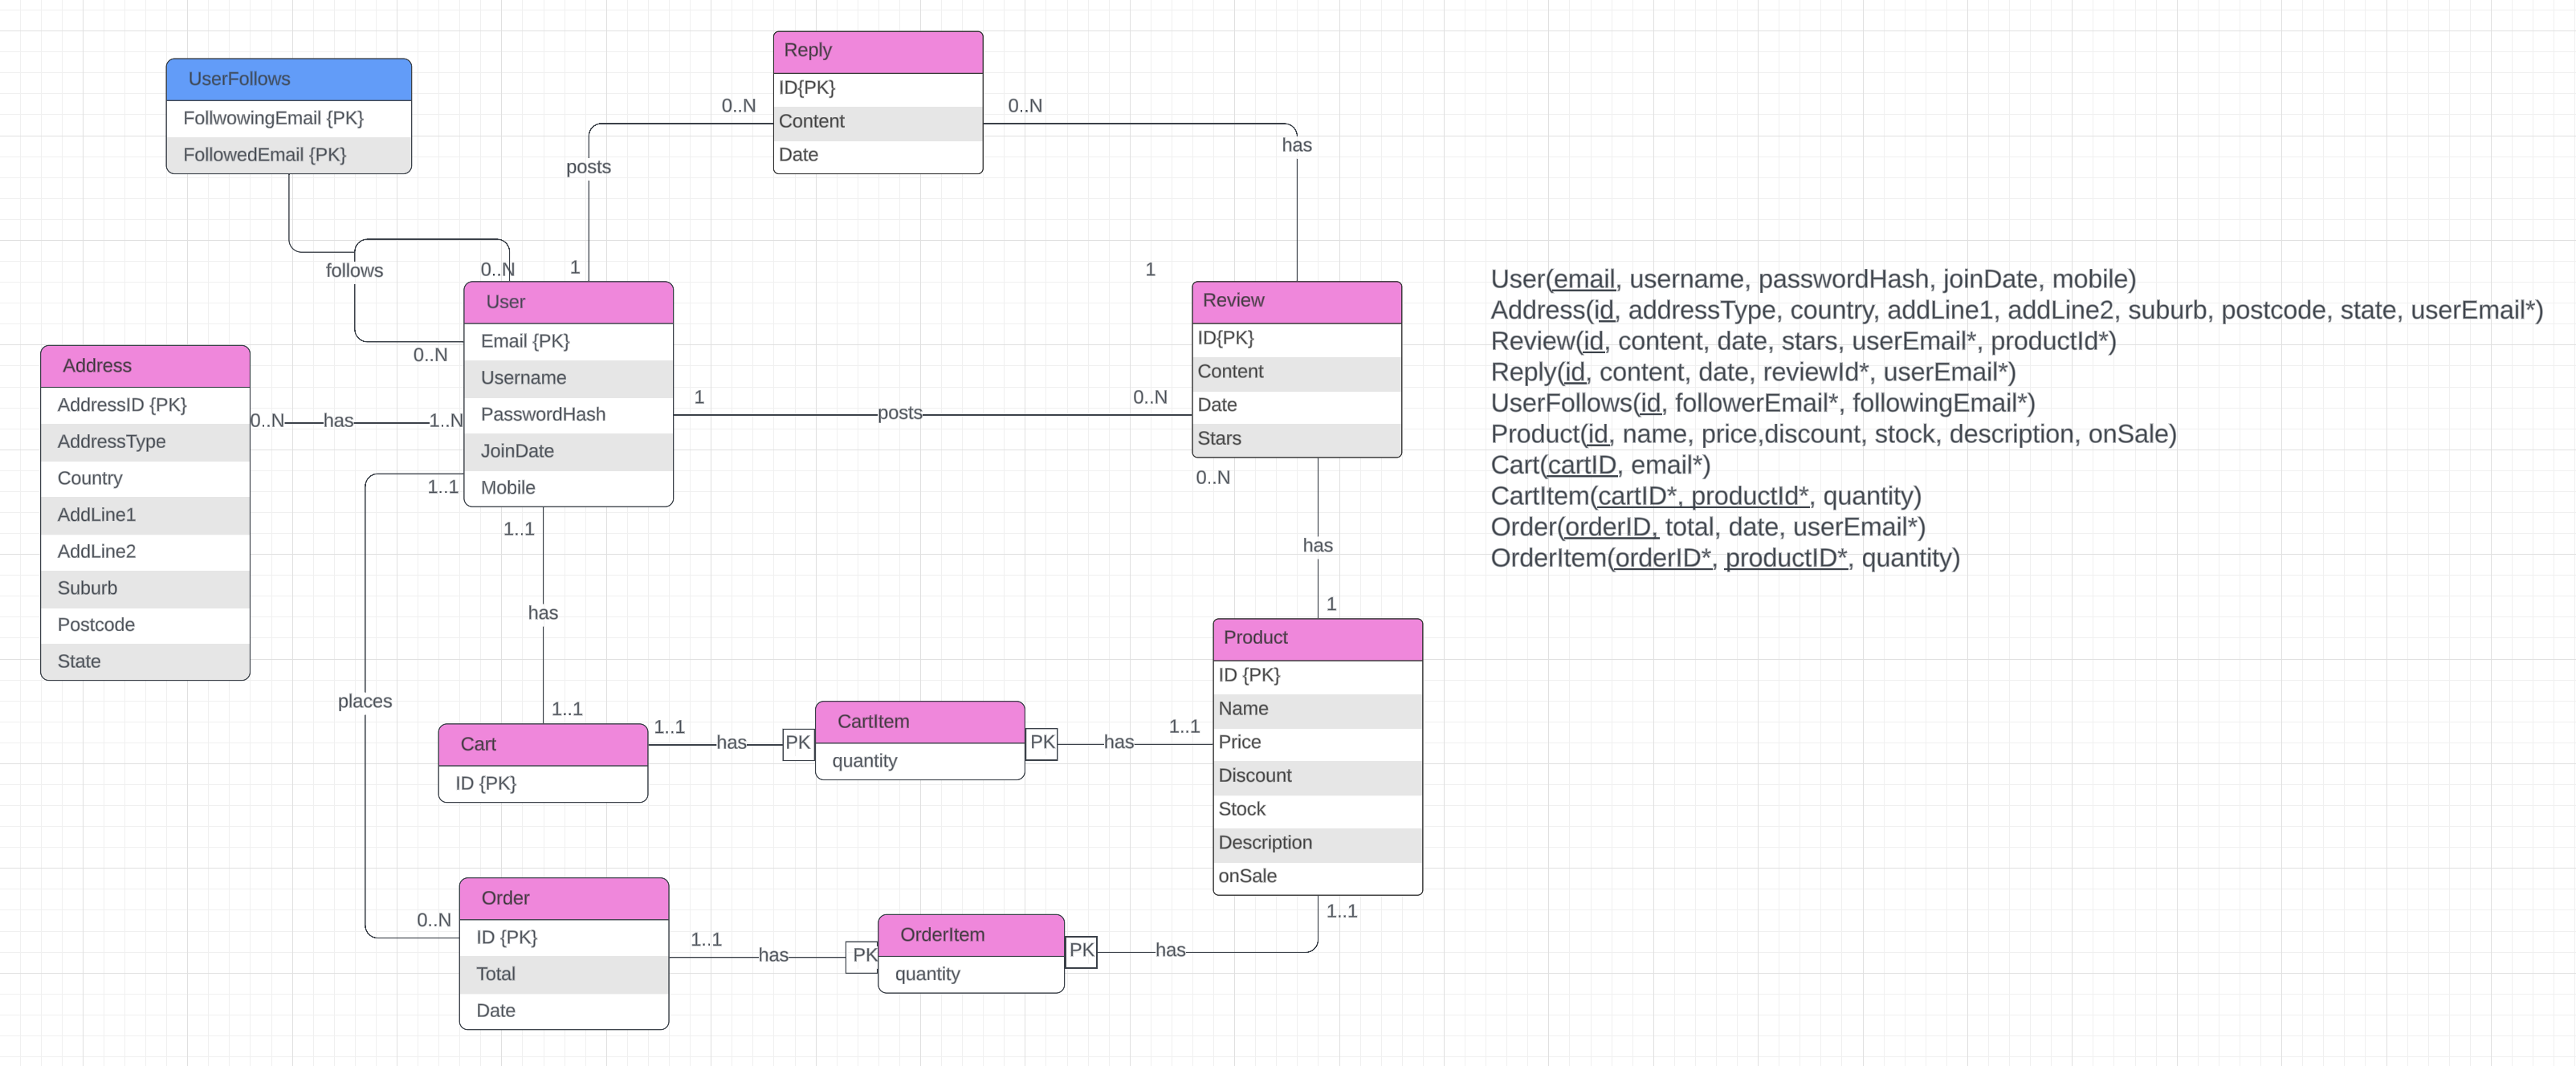 UserFollows
FollwowingEmail {PK}
FollowedEmail {PK}
Reply
ID{PK}
Content
Date
0..N
0..N
posts
has
follows
0..N
1
1
User
Email {PK}
Username
PasswordHash
JoinDate
Mobile
0..N
Review
ID{PK}
Content
Date
Stars
Address
AddressID {PK}
AddressType
Country
AddLine1
AddLine2
Suburb
Postcode
State
0..N
has
1..N
1
posts
0..N
1..1
1..1
0..N
has
has
1
places
1..1
Cart
ID {PK}
1..1
has
PK
CartItem
quantity
PK
has
1..1
Product
ID {PK}
Name
Price
Discount
Stock
Description
onSale
1..1
0..N
Order
ID {PK}
Total
Date
1..1
has
PK
OrderItem
quantity
PK
has
User(email, username, passwordHash, joinDate, mobile)
Address(id, addressType, country, addLine1, addLine2, suburb, postcode, state, userEmail*)
Review(id, content, date, stars, userEmail*, productId*)
Reply(id, content, date, reviewId*, userEmail*)
UserFollows(id, followerEmail*, followingEmail*)
Product(id, name, price,discount, stock, description, onSale)
Cart(cartID, email*)
CartItem(cartID*, productId*, quantity)
Order(orderID, total, date, userEmail*)
OrderItem(orderID*, productID*, quantity)